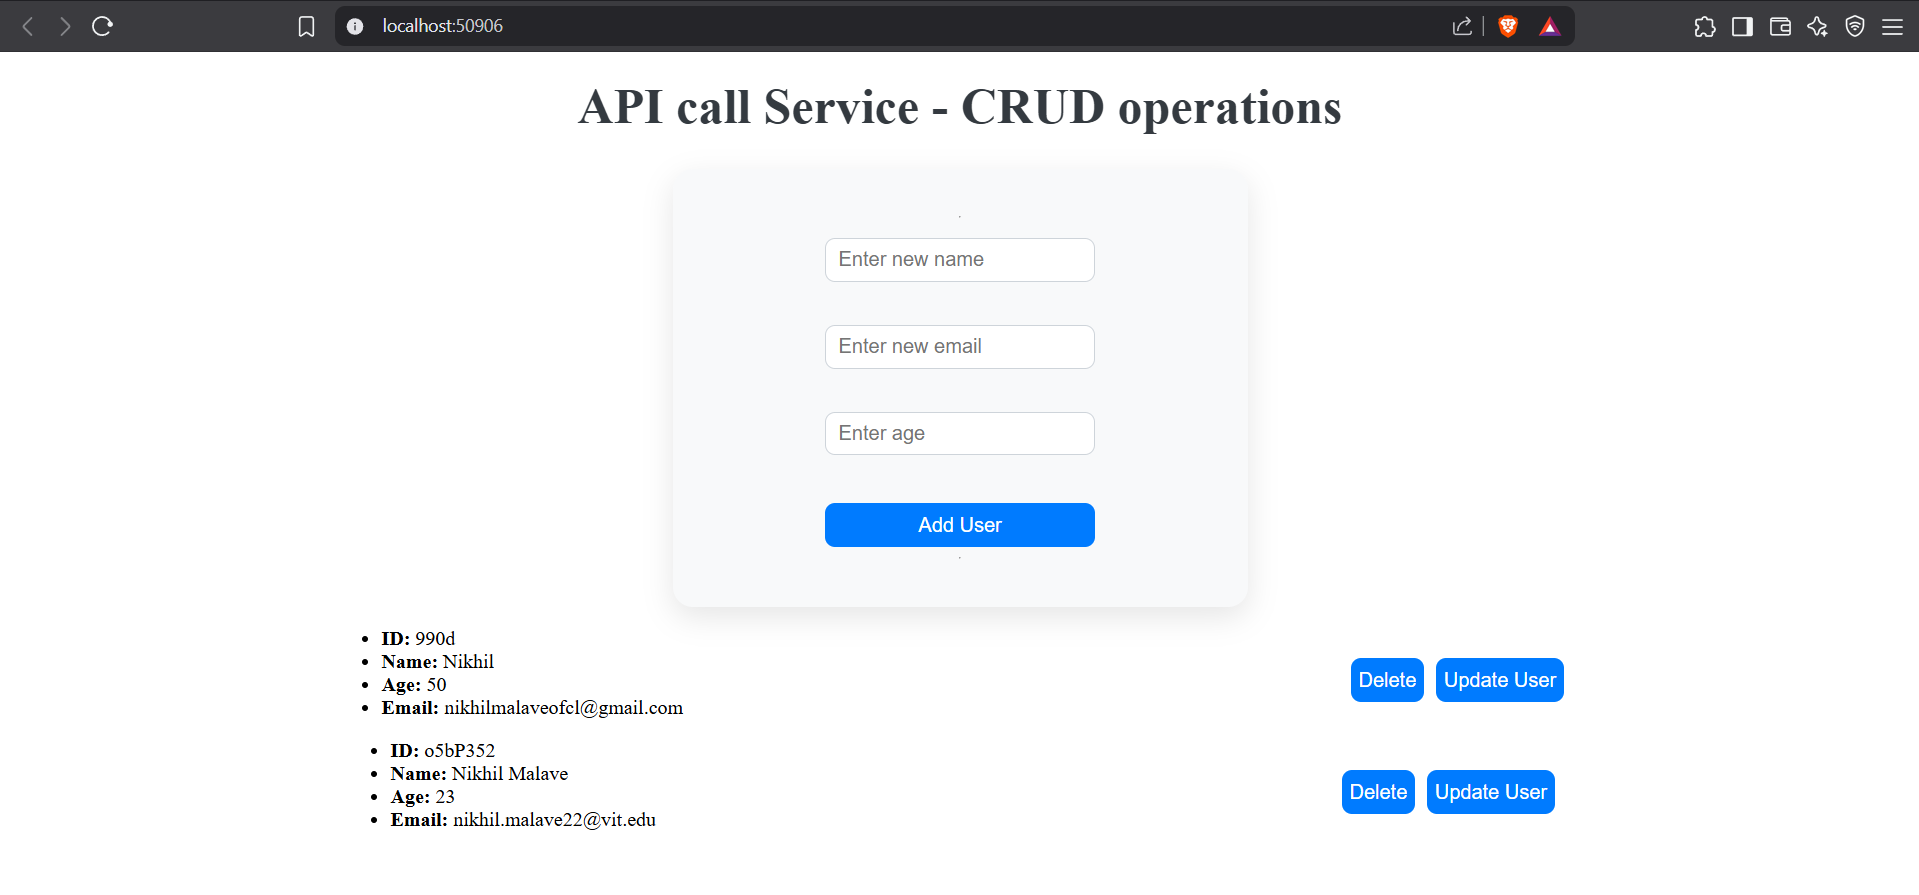 localhost:50906
API call Service - CRUD operations
Enter new name
Enter new email
Enter age
Add User
ID: 990d
Name: Nikhil
Age: 50
Email: nikhilmalaveofcl@gmail.com
Delete Update User
ID: o5bP352
Name: Nikhil Malave
Age: 23
Email: nikhil.malave22@vit.edu
Delete Update User